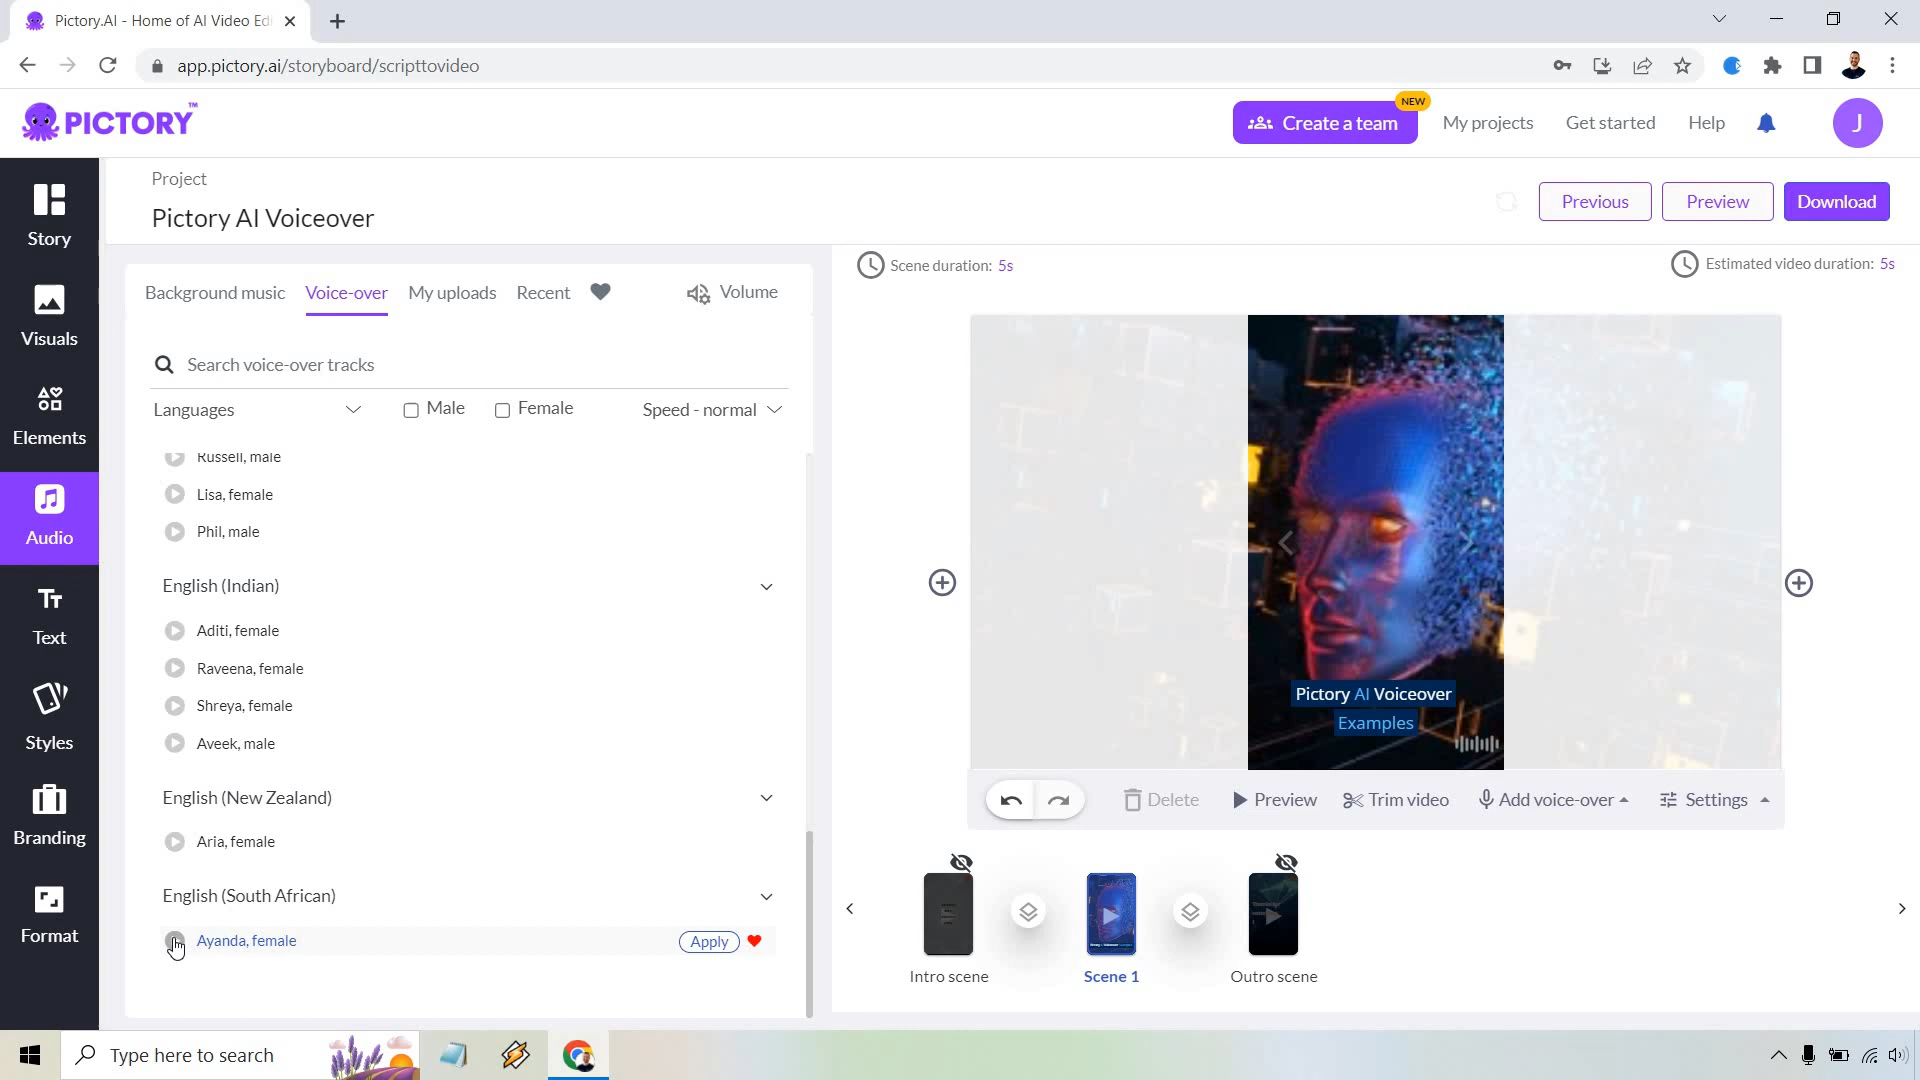 Pictory.AI - Home of AI Video Edi
app.pictory.ai/storyboard/scripttovideo
PICTORY™
NEW
Create a team
My projects
Get started
Help
J
Story
Visuals
Elements
Audio
Text
Styles
Branding
Format
Project
Pictory AI Voiceover
Previous
Preview
Download
Background music
Voice-over
My uploads
Recent
Volume
Search voice-over tracks
Languages
Male
Female
Speed - normal
Russell, male
Lisa, female
Phil, male
English (Indian)
Aditi, female
Raveena, female
Shreya, female
Aveek, male
English (New Zealand)
Aria, female
English (South African)
Ayanda, female
Apply
Scene duration: 5s
Estimated video duration: 5s
Pictory AI Voiceover
Examples
Delete
Preview
Trim video
Add voice-over
Settings
Intro scene
Scene 1
Outro scene
Type here to search